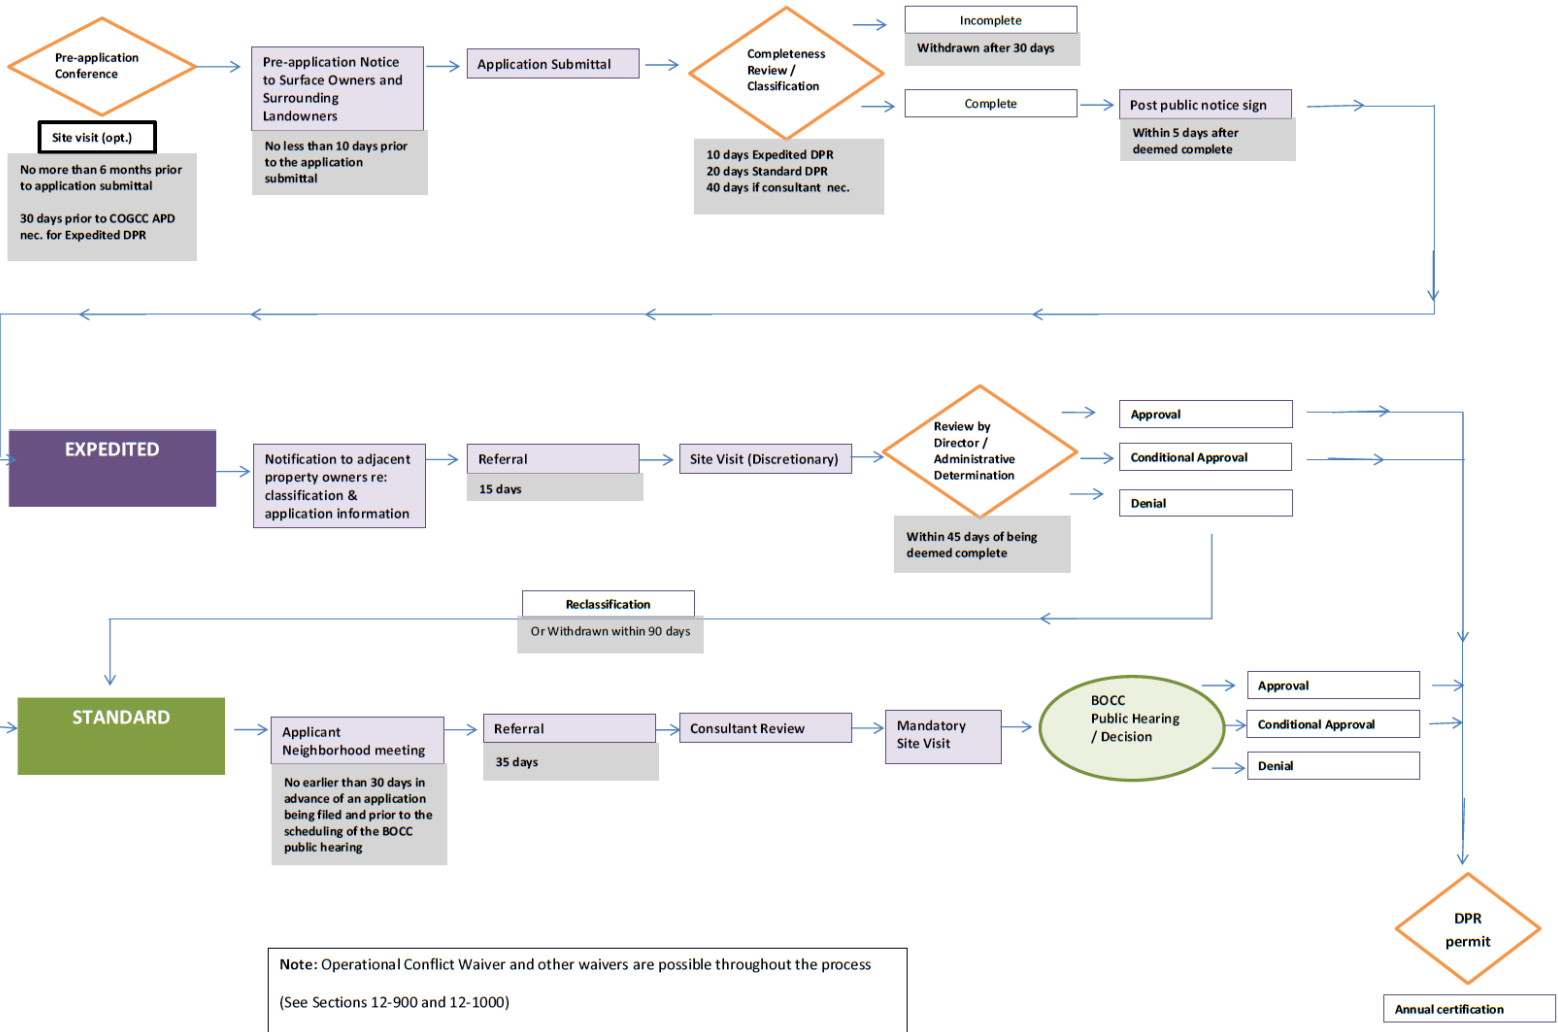 Pre-application
Conference
Site visit (opt.)
No more than 6 months prior
to application submittal
30 days prior to COGCC APD
nec. for Expedited DPR
Pre-application Notice
to Surface Owners and
Surrounding
Landowners
No less than 10 days prior
to the application
submittal
Application Submittal
Completeness
Review /
Classification
10 days Expedited DPR
20 days Standard DPR
40 days if consultant nec.
Incomplete
Withdrawn after 30 days
Complete
Post public notice sign
Within 5 days after
deemed complete
EXPEDITED
Notification to adjacent
property owners re:
classification &
application information
Referral
15 days
Site Visit (Discretionary)
Review by
Director /
Administrative
Determination
Within 45 days of being
deemed complete
Approval
Conditional Approval
Denial
Reclassification
Or Withdrawn within 90 days
STANDARD
Applicant
Neighborhood meeting
No earlier than 30 days in
advance of an application
being filed and prior to the
scheduling of the BOCC
public hearing
Referral
35 days
Consultant Review
Mandatory
Site Visit
BOCC
Public Hearing
/ Decision
Approval
Conditional Approval
Denial
DPR
permit
Annual certification
Note: Operational Conflict Waiver and other waivers are possible throughout the process
(See Sections 12-900 and 12-1000)